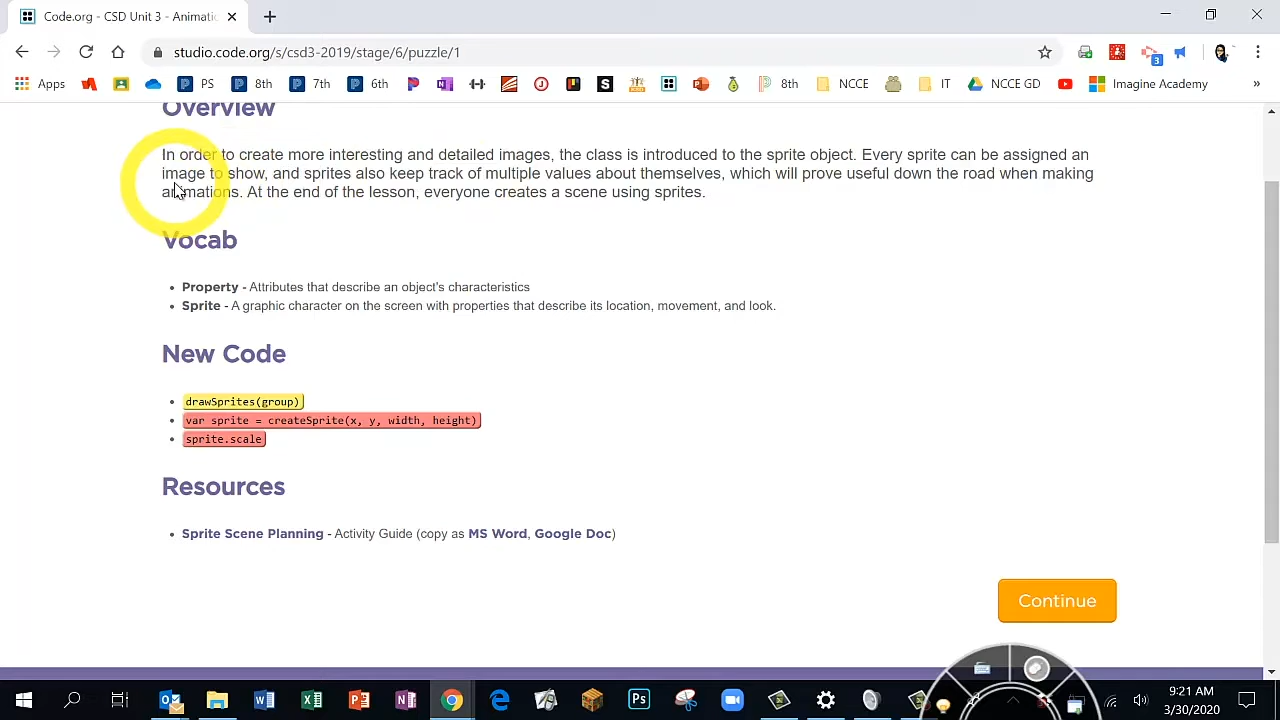 Code.org - CSD Unit 3 - Animatic
studio.code.org/s/csd3-2019/stage/6/puzzle/1
3
Apps PS 8th 7th 6th 8th NCCE IT NCCE GD Imagine Academy »
Overview
In order to create more interesting and detailed images, the class is introduced to the sprite object. Every sprite can be assigned an
image to show, and sprites also keep track of multiple values about themselves, which will prove useful down the road when making
animations. At the end of the lesson, everyone creates a scene using sprites.
Vocab
• Property - Attributes that describe an object's characteristics
• Sprite - A graphic character on the screen with properties that describe its location, movement, and look.
New Code
• drawSprites(group)
• var sprite = createSprite(x, y, width, height)
• sprite.scale
Resources
• Sprite Scene Planning - Activity Guide (copy as MS Word, Google Doc)
Continue
9:21 AM
3/30/2020